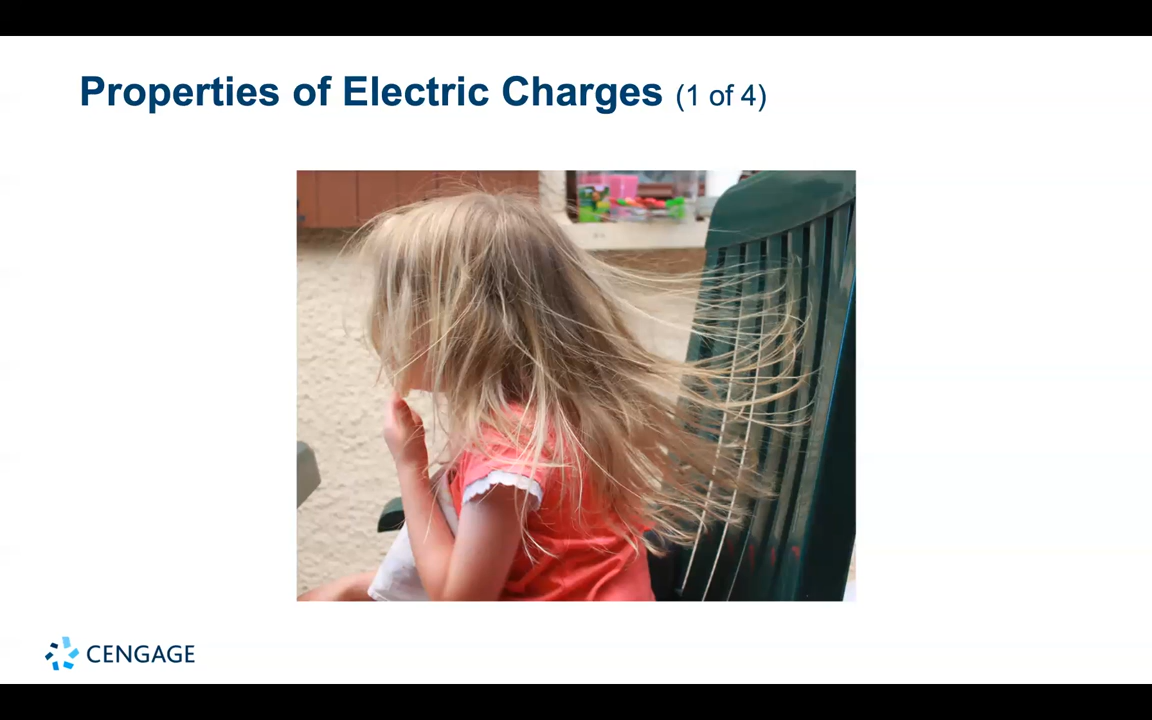 Properties of Electric Charges (1 of 4)
CENGAGE